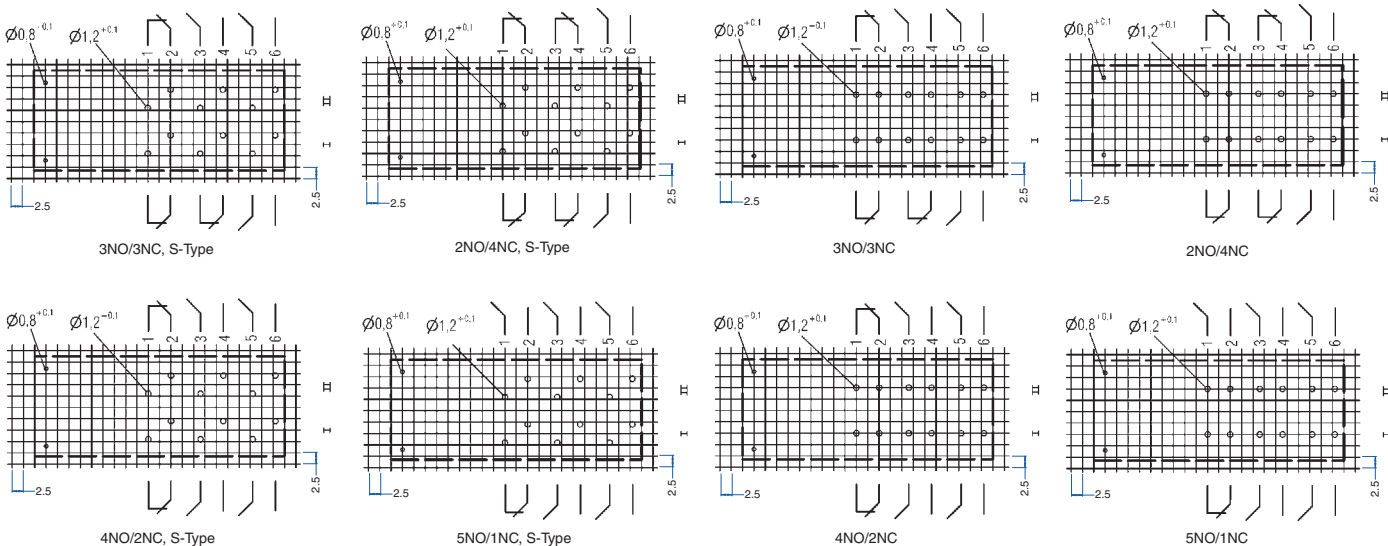 Ø0,8+0,1 Ø1,2+0,1 1 2 3 4 5 6
II
I
2.5 2.5
3NO/3NC, S-Type
Ø0,8+0,1 Ø1,2+0,1 1 2 3 4 5 6
II
I
2.5 2.5
2NO/4NC, S-Type
Ø0,8+0,1 Ø1,2−0,1 1 2 3 4 5 6
II
I
2.5 2.5
3NO/3NC
Ø0,8+0,1 Ø1,2+0,1 1 2 3 4 5 6
II
I
2.5 2.5
2NO/4NC
Ø0,8+0,1 Ø1,2−0,1 1 2 3 4 5 6
II
I
2.5 2.5
4NO/2NC, S-Type
Ø0,8+0,1 Ø1,2+0,1 1 2 3 4 5 6
II
I
2.5 2.5
5NO/1NC, S-Type
Ø0,8+0,1 Ø1,2+0,1 1 2 3 4 5 6
II
I
2.5 2.5
4NO/2NC
Ø0,8+0,1 Ø1,2+0,1 1 2 3 4 5 6
II
I
2.5 2.5
5NO/1NC